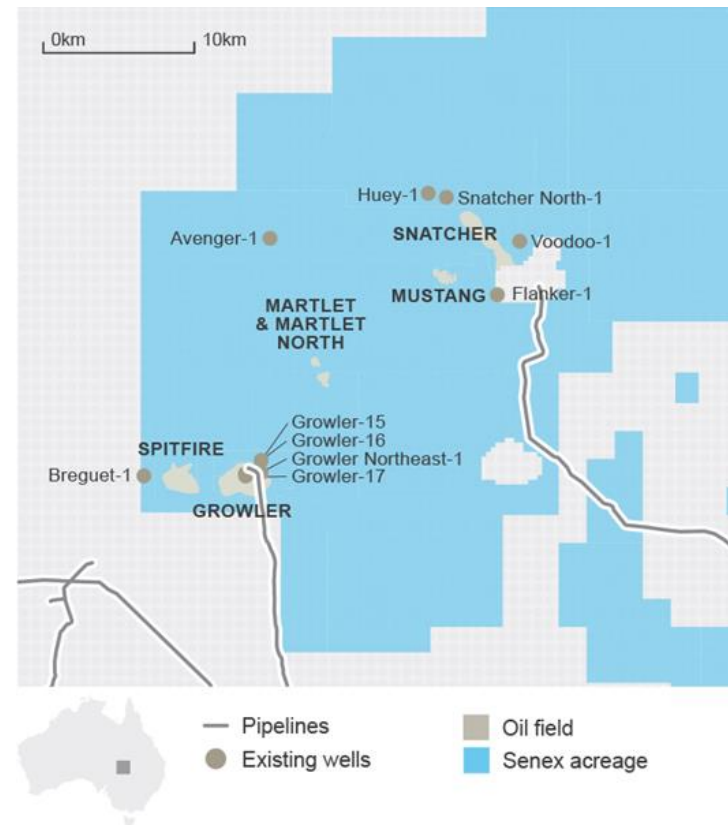 0km 10km
Huey-1
Snatcher North-1
SNATCHER
Avenger-1
Voodoo-1
MUSTANG
Flanker-1
MARTLET
& MARTLET
NORTH
Growler-15
Growler-16
Growler Northeast-1
Growler-17
SPITFIRE
Breguet-1
GROWLER
Pipelines
Existing wells
Oil field
Senex acreage